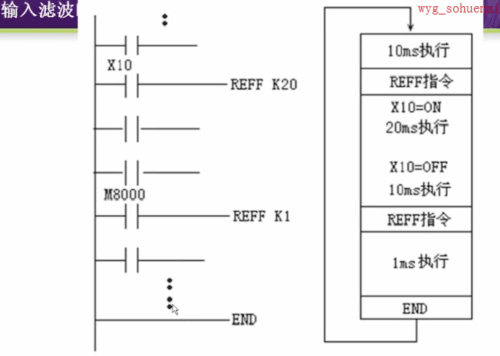 输入滤波
wyg_sohuens
X10
REFF K20
M8000
REFF K1
END
10ms执行
REFF指令
X10=ON
20ms执行
X10=OFF
10ms执行
REFF指令
1ms执行
END